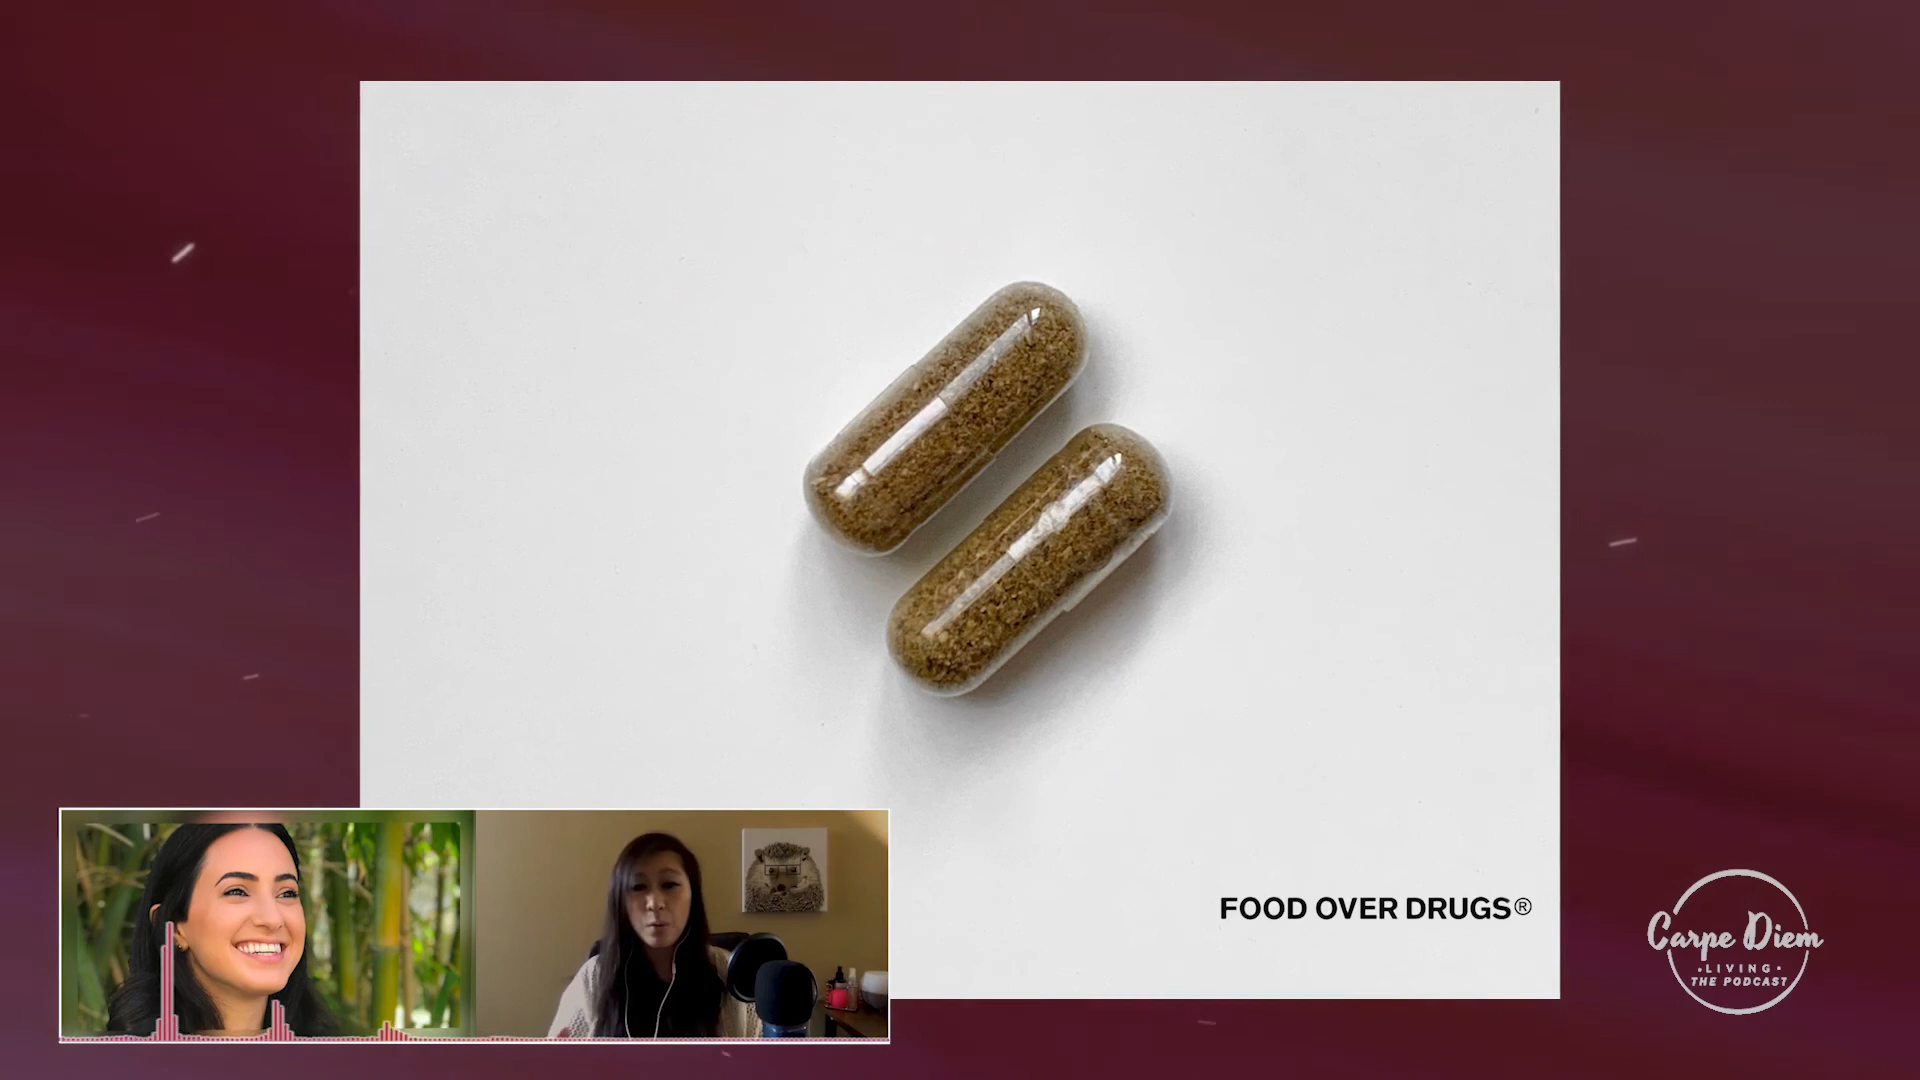 FOOD OVER DRUGS®
Carpe Diem
• LIVING •
THE PODCAST